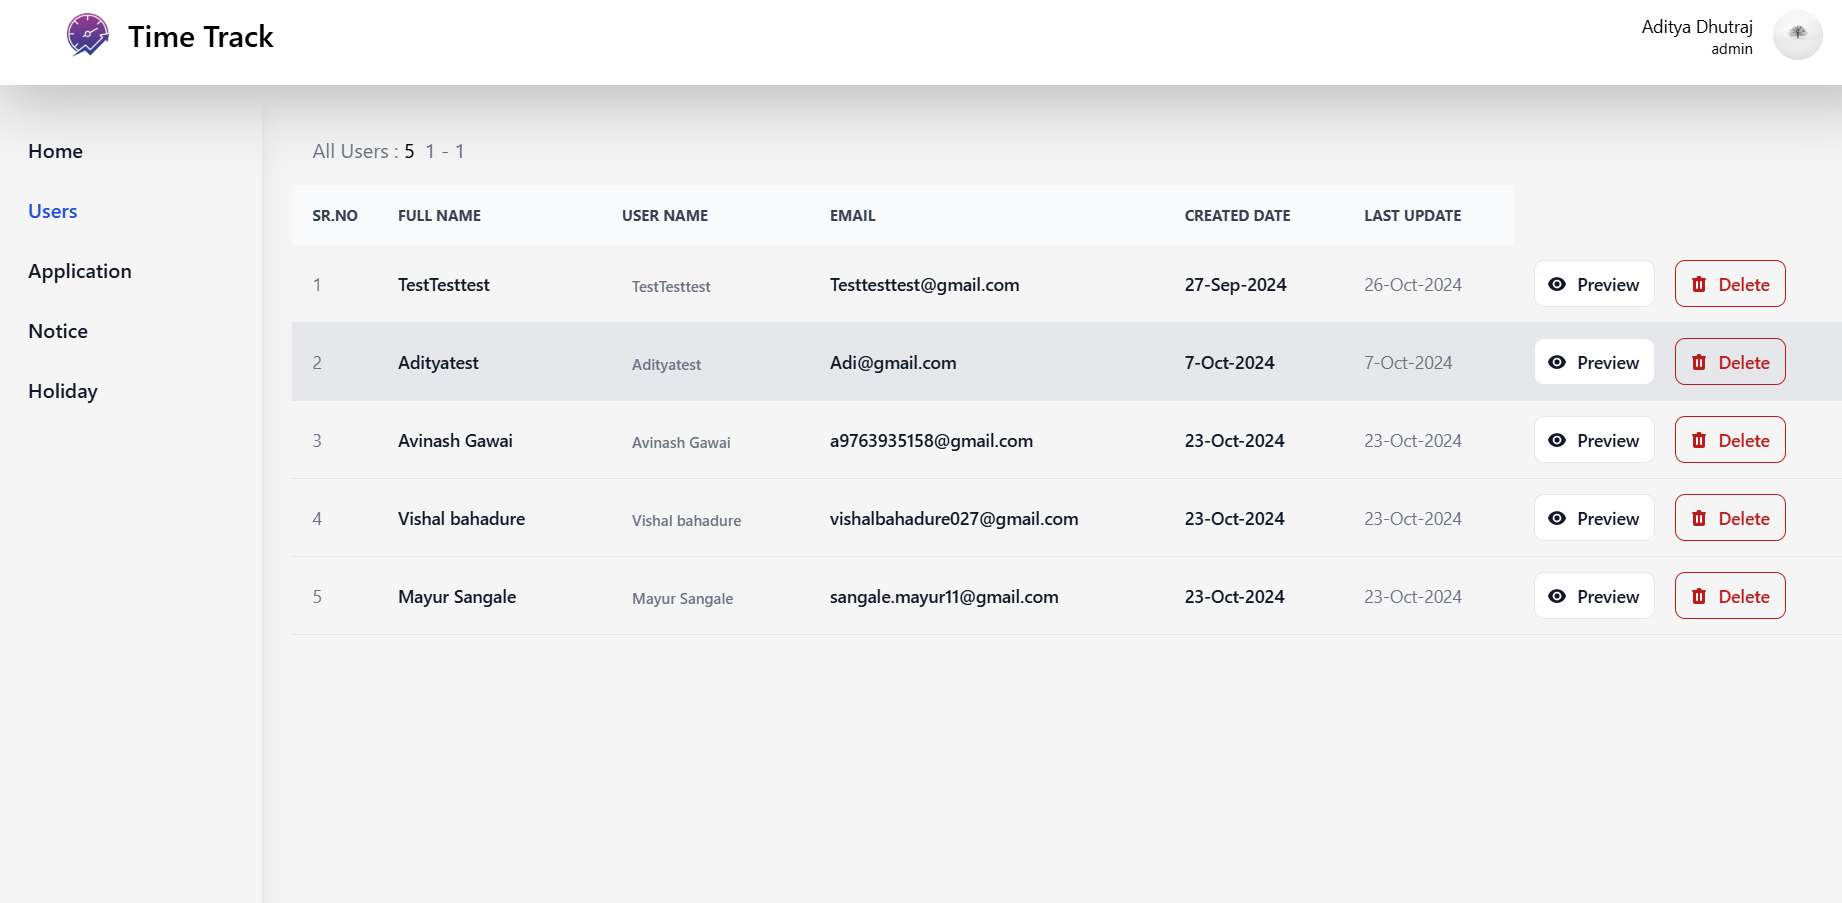 Time Track
Aditya Dhutraj
admin
Home
Users
Application
Notice
Holiday
All Users : 5 1 - 1
SR.NO FULL NAME USER NAME EMAIL CREATED DATE LAST UPDATE
1 TestTesttest TestTesttest Testtesttest@gmail.com 27-Sep-2024 26-Oct-2024 Preview Delete
2 Adityatest Adityatest Adi@gmail.com 7-Oct-2024 7-Oct-2024 Preview Delete
3 Avinash Gawai Avinash Gawai a9763935158@gmail.com 23-Oct-2024 23-Oct-2024 Preview Delete
4 Vishal bahadure Vishal bahadure vishalbahadure027@gmail.com 23-Oct-2024 23-Oct-2024 Preview Delete
5 Mayur Sangale Mayur Sangale sangale.mayur11@gmail.com 23-Oct-2024 23-Oct-2024 Preview Delete